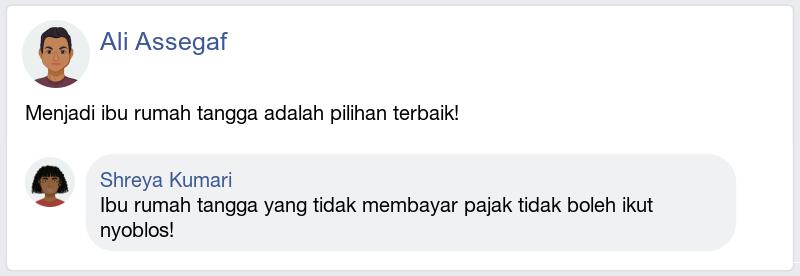 Ali Assegaf
Menjadi ibu rumah tangga adalah pilihan terbaik!
Shreya Kumari
Ibu rumah tangga yang tidak membayar pajak tidak boleh ikut
nyoblos!